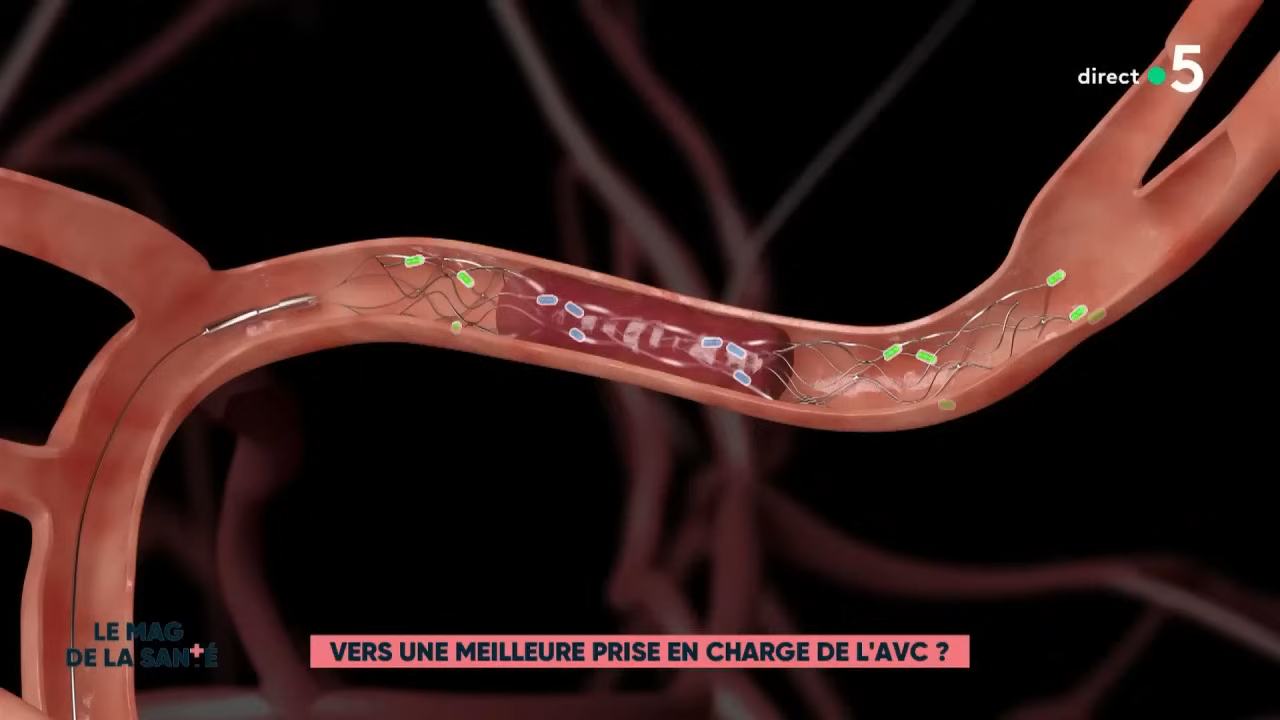 direct 5
LE MAG
DE LA SANTÉ
VERS UNE MEILLEURE PRISE EN CHARGE DE L'AVC ?